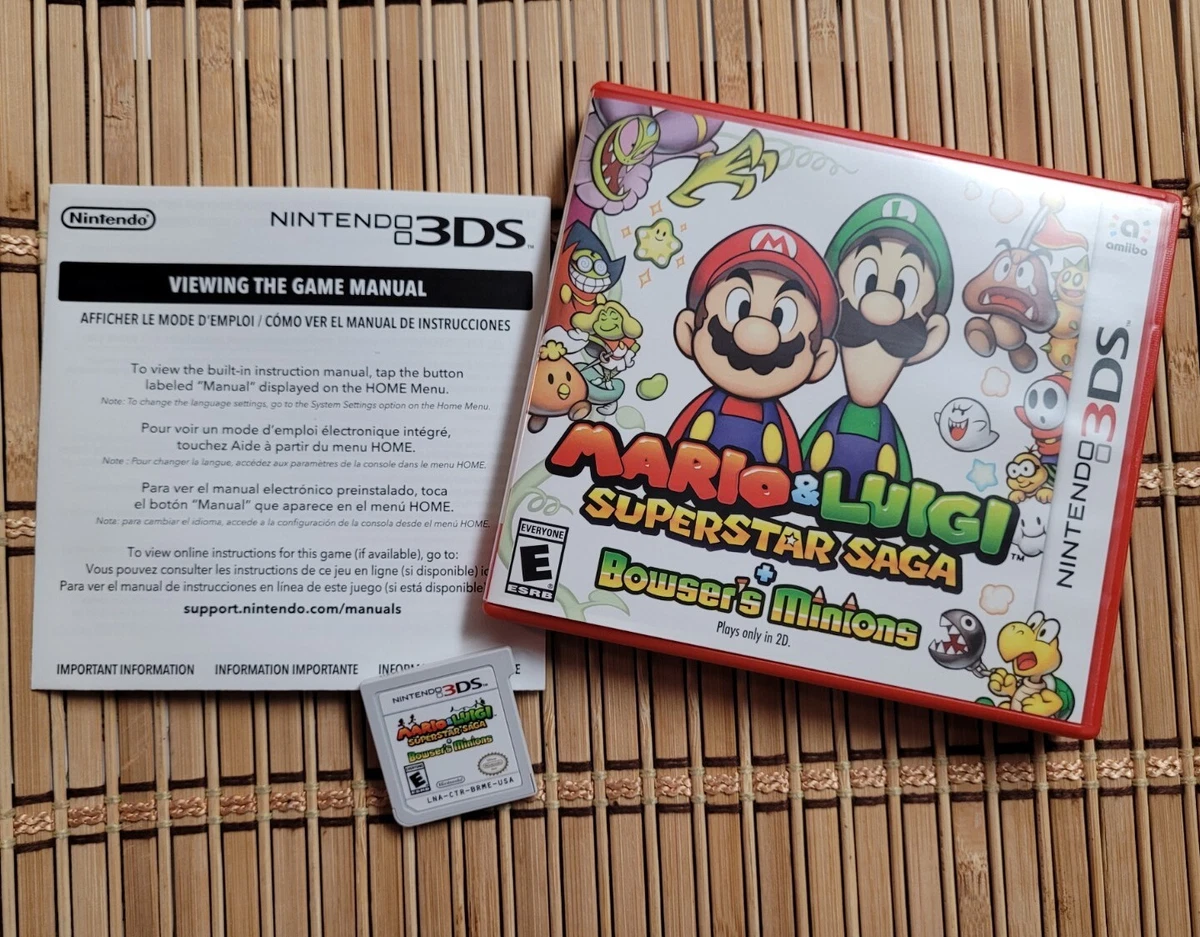 Nintendo
NINTENDO 3DS™
VIEWING THE GAME MANUAL
AFFICHER LE MODE D'EMPLOI / CÓMO VER EL MANUAL DE INSTRUCCIONES
To view the built-in instruction manual, tap the button
labeled “Manual” displayed on the HOME Menu.
Note: To change the language settings, go to the System Settings option on the Home Menu.
Pour voir un mode d'emploi électronique intégré,
touchez Aide à partir du menu HOME.
Note : Pour changer la langue, accédez aux paramètres de la console dans le menu HOME.
Para ver el manual electrónico preinstalado, toca
el botón “Manual” que aparece en el menú HOME.
Nota: para cambiar el idioma, accede a la configuración de la consola desde el menú HOME.
To view online instructions for this game (if available), go to:
Vous pouvez consulter les instructions de ce jeu en ligne (si disponible)
Para ver el manual de instrucciones en línea de este juego (si está disponible
support.nintendo.com/manuals
IMPORTANT INFORMATION INFORMATION IMPORTANTE
M
L
amiibo
NINTENDO 3DS™
MARIO & LUIGI™
SUPERSTAR SAGA
+
Bowser's Minions
Plays only in 2D.
EVERYONE
E
ESRB
NINTENDO 3DS™
MARIO & LUIGI
SUPERSTAR SAGA
+
Bowser's Minions
EVERYONE
E
ESRB
Nintendo
LNA-CTR-BRME-USA